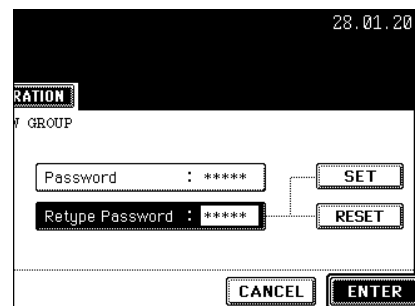 28.01.20
RATION
W GROUP
Password : ***** SET
Retype Password : ***** RESET
CANCEL ENTER